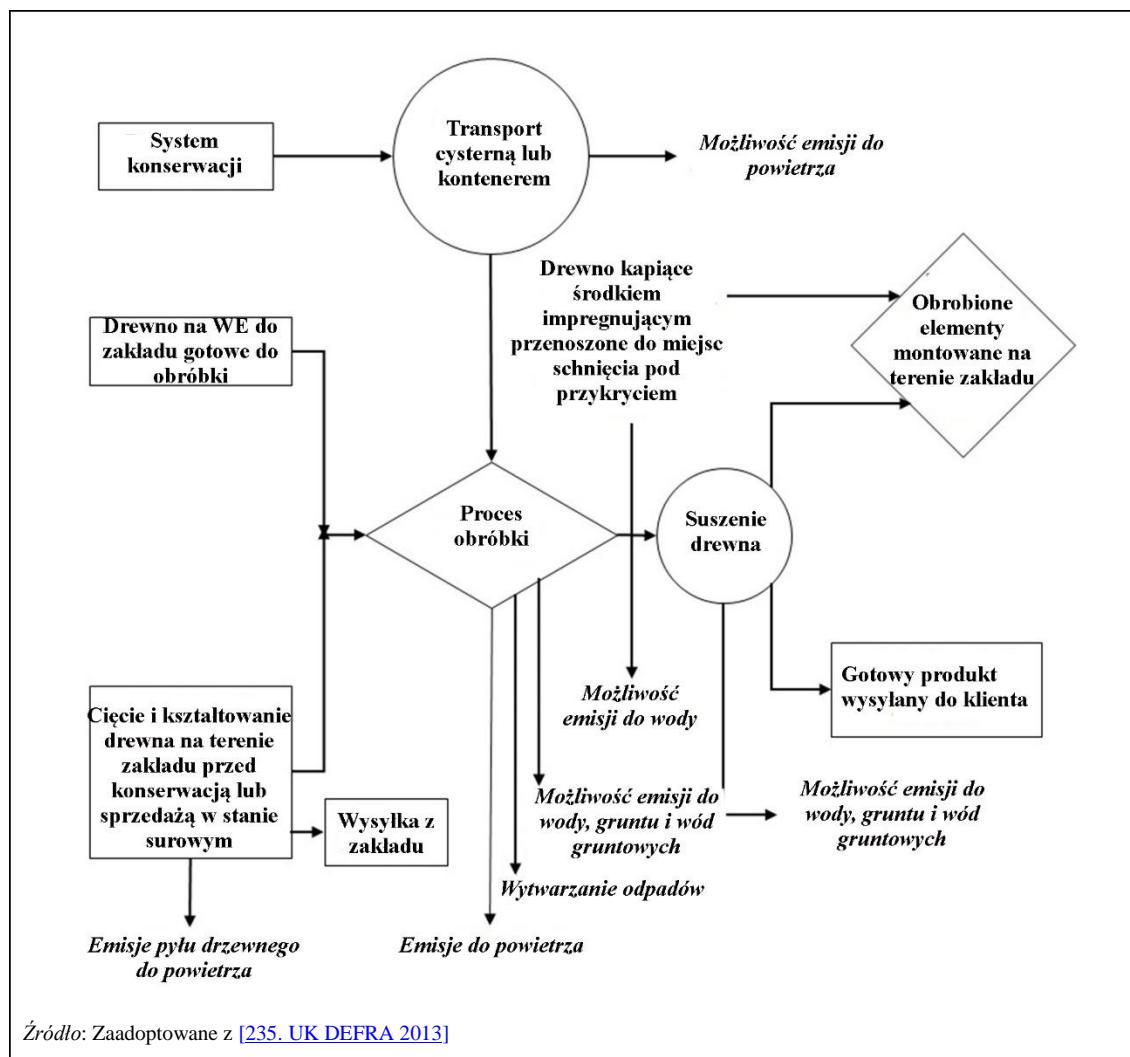 System
konserwacji
Transport
cysterną lub
kontenerem
Możliwość emisji do
powietrza
Drewno na WE do
zakładu gotowe do
obróbki
Drewno kapiące
środkiem
impregnującym
przenoszone do miejsc
schnięcia pod
przykryciem
Obrobione
elementy
montowane na
terenie zakładu
Proces
obróbki
Suszenie
drewna
Możliwość
emisji do wody
Gotowy produkt
wysyłany do klienta
Cięcie i kształtowanie
drewna na terenie
zakładu przed
konserwacją lub
sprzedażą w stanie
surowym
Wysyłka z
zakładu
Możliwość emisji do
wody, gruntu i wód
gruntowych
Możliwość emisji do
wody, gruntu i wód
gruntowych
Wytwarzanie odpadów
Emisje pyłu drzewnego
do powietrza
Emisje do powietrza
Źródło: Zaadoptowane z [235. UK DEFRA 2013]